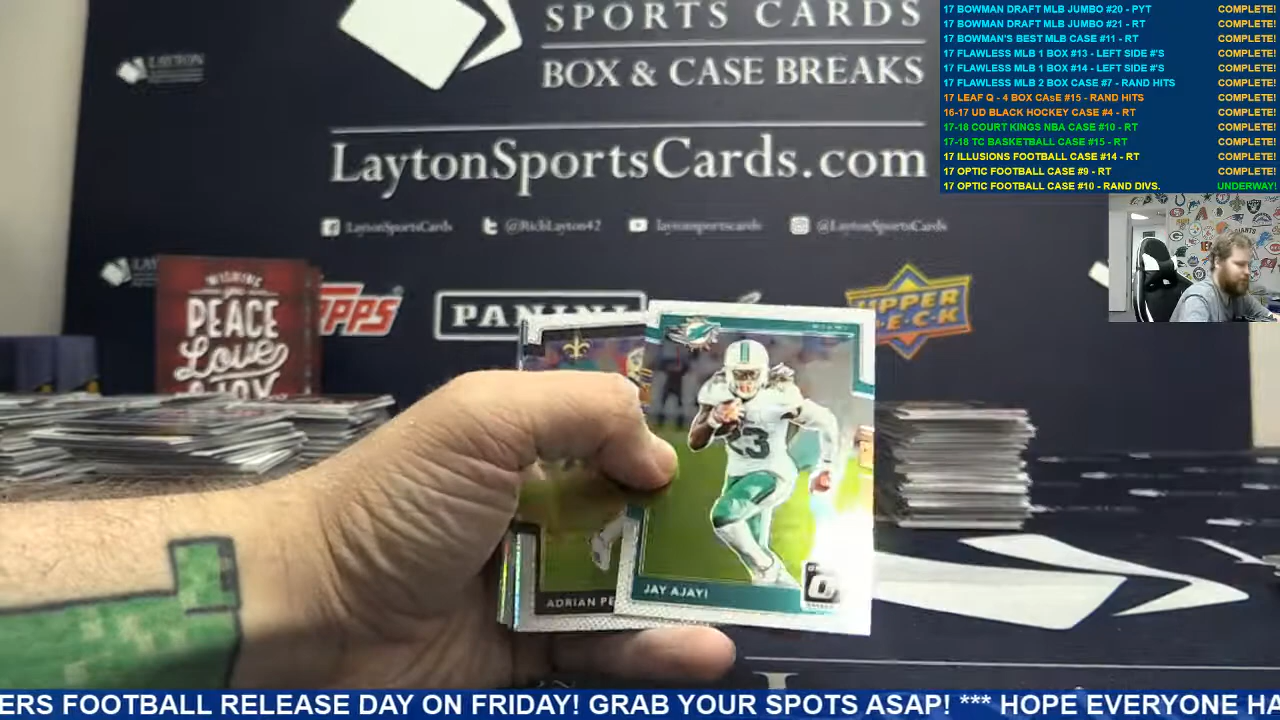 SPORTS CARDS
BOX & CASE BREAKS
LaytonSportsCards.com
LaytonSportsCards
@RichLayton42
laytonsportscards
@LaytonSportsCards
LAYTON
WISHING
you
PEACE
Love
& JOY
TOPPS
PANINI
UPPER
DECK
ADRIAN PE
JAY AJAYI
23
17 BOWMAN DRAFT MLB JUMBO #20 - PYT COMPLETE!
17 BOWMAN DRAFT MLB JUMBO #21 - RT COMPLETE!
17 BOWMAN'S BEST MLB CASE #11 - RT COMPLETE!
17 FLAWLESS MLB 1 BOX #13 - LEFT SIDE #'S COMPLETE!
17 FLAWLESS MLB 1 BOX #14 - LEFT SIDE #'S COMPLETE!
17 FLAWLESS MLB 2 BOX CASE #7 - RAND HITS COMPLETE!
17 LEAF Q - 4 BOX CAsE #15 - RAND HITS COMPLETE!
16-17 UD BLACK HOCKEY CASE #4 - RT COMPLETE!
17-18 COURT KINGS NBA CASE #10 - RT COMPLETE!
17-18 TC BASKETBALL CASE #15 - RT COMPLETE!
17 ILLUSIONS FOOTBALL CASE #14 - RT COMPLETE!
17 OPTIC FOOTBALL CASE #9 - RT COMPLETE!
17 OPTIC FOOTBALL CASE #10 - RAND DIVS. UNDERWAY!
ERS FOOTBALL RELEASE DAY ON FRIDAY! GRAB YOUR SPOTS ASAP! *** HOPE EVERYONE HA